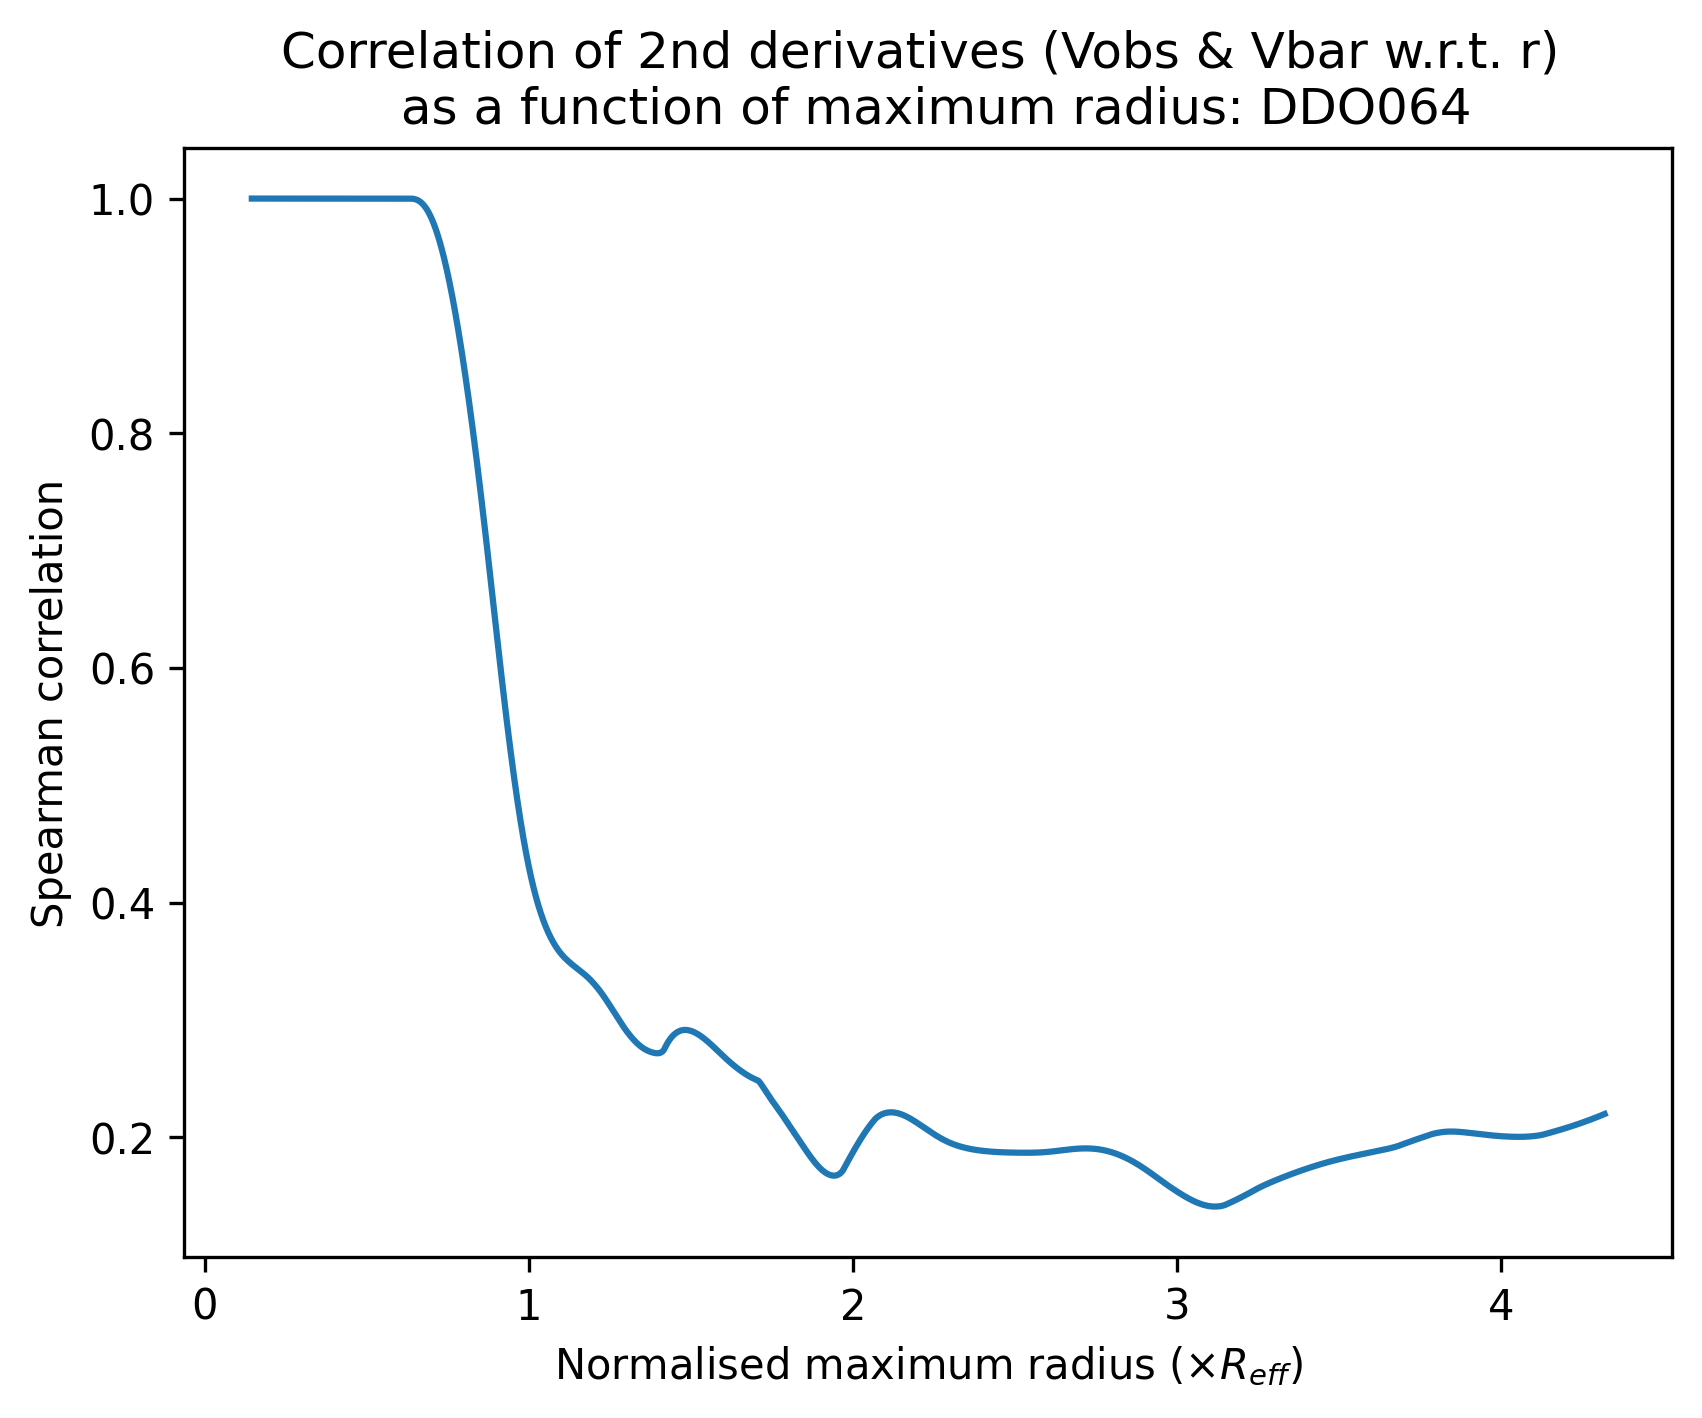 Correlation of 2nd derivatives (Vobs & Vbar w.r.t. r)
as a function of maximum radius: DDO064
1.0
0.8
0.6
0.4
0.2
Spearman correlation
0 1 2 3 4
Normalised maximum radius (×R_eff)